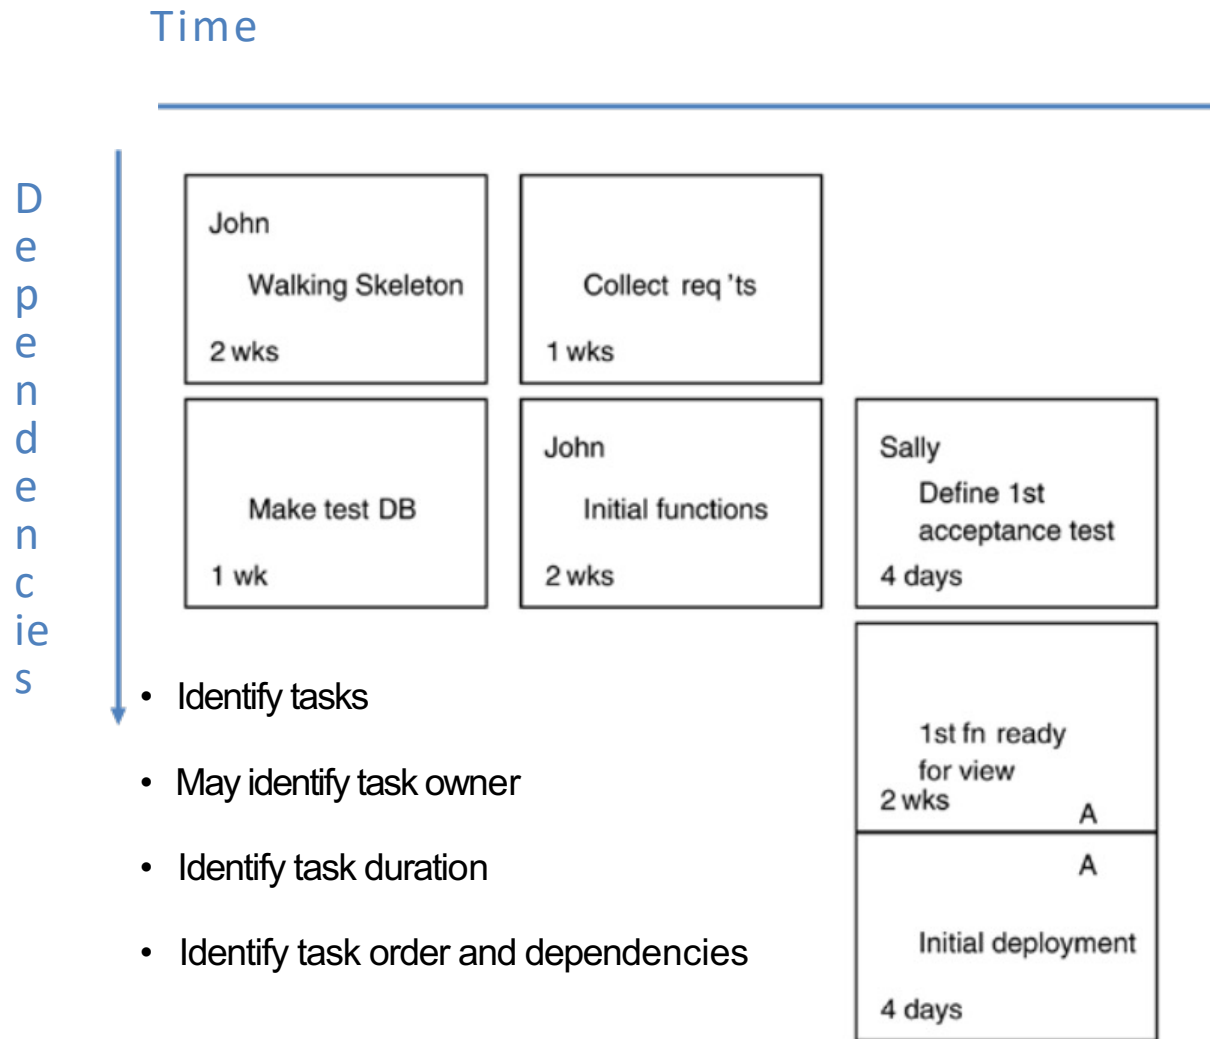 Time
Dependencies
John
Walking Skeleton
2 wks
Collect req'ts
1 wks
Make test DB
1 wk
John
Initial functions
2 wks
Sally
Define 1st
acceptance test
4 days
1st fn ready
for view
2 wks
A
A
Initial deployment
4 days
• Identify tasks
• May identify task owner
• Identify task duration
• Identify task order and dependencies